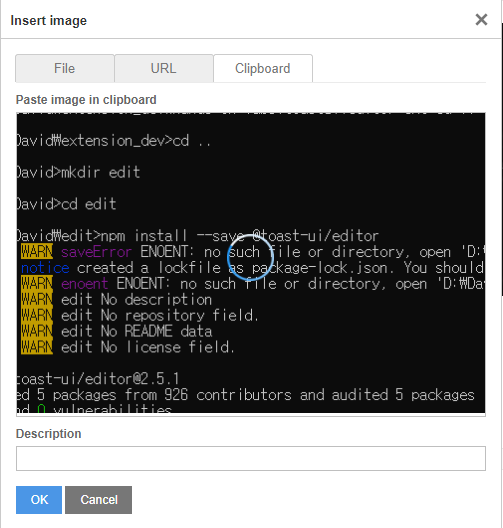 Insert image
File
URL
Clipboard
Paste image in clipboard
David₩extension_dev>cd ..
David>mkdir edit
David>cd edit
David₩edit>npm install --save @toast-ui/editor
WARN saveError ENOENT: no such file or directory, open 'D:₩
notice created a lockfile as package-lock.json. You should
WARN enoent ENOENT: no such file or directory, open 'D:₩Da
WARN edit No description
WARN edit No repository field.
WARN edit No README data
WARN edit No license field.
toast-ui/editor@2.5.1
ed 5 packages from 926 contributors and audited 5 packages
nd 0 vulnerabilities
Description
OK
Cancel